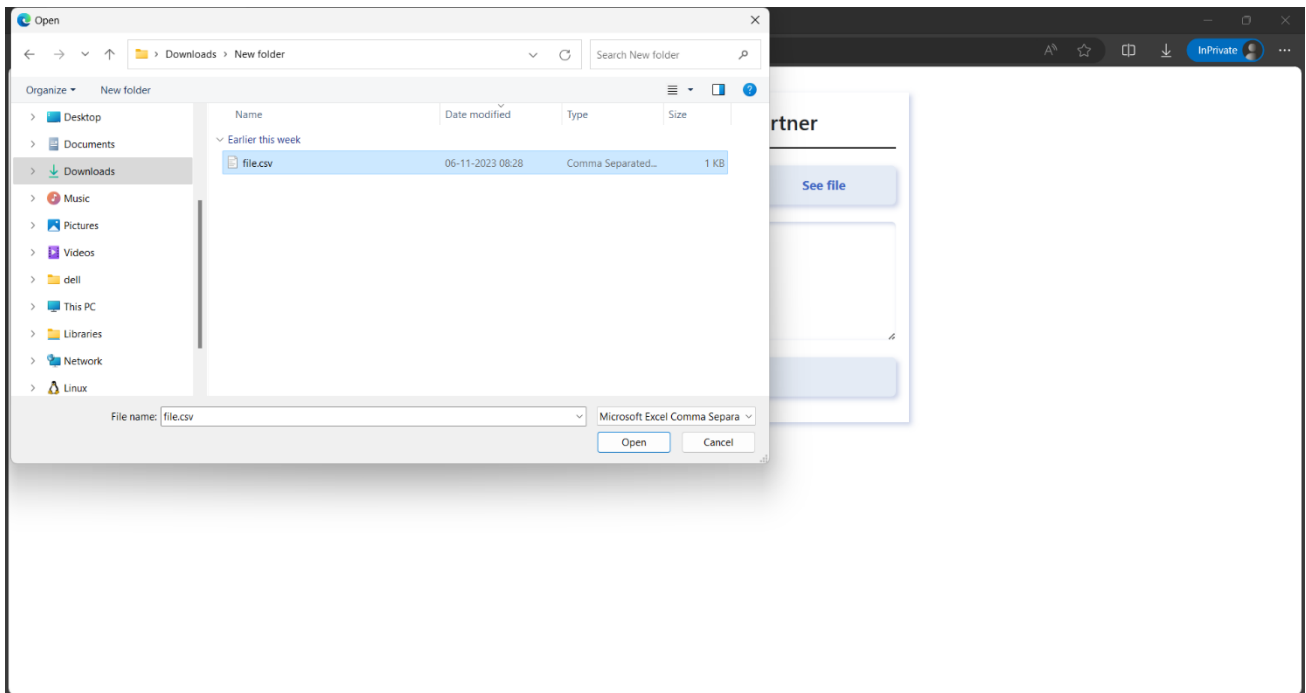 Open
Downloads > New folder
Search New folder
InPrivate
Organize New folder
Name Date modified Type Size
Earlier this week
file.csv 06-11-2023 08:28 Comma Separated... 1 KB
Desktop
Documents
Downloads
Music
Pictures
Videos
dell
This PC
Libraries
Network
Linux
File name: file.csv Microsoft Excel Comma Separa
Open Cancel
rtner
See file